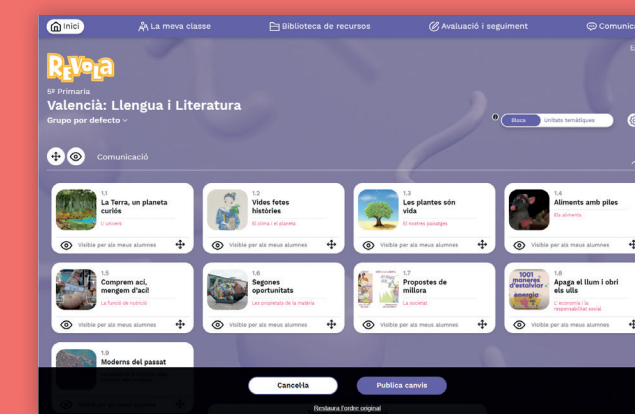 Inici
La meva classe
Biblioteca de recursos
Avaluació i seguiment
Comunica
REVOLA
5º Primaria
Valencià: Llengua i Literatura
Grupo por defecto
Blocs
Unitats temàtiques
Comunicació
1.1
La Terra, un planeta
curiós
L' univers
Visible per als meus alumnes
1.2
Vides fetes
històries
El clima i el planeta
Visible per als meus alumnes
1.3
Les plantes són
vida
El nostres paisatges
Visible per als meus alumnes
1.4
Aliments amb piles
Els aliments
Visible per als meus alumnes
1.5
Comprem ací,
mengem d'ací!
La funció de nutrició
Visible per als meus alumnes
1.6
Segones
oportunitats
Les propietats de la matèria
Visible per als meus alumnes
1.7
Propostes de
millora
La societat
Visible per als meus alumnes
1001
maneres
d'estalviar
energia
1.8
Apaga el llum i obri
els ulls
L' economia i la
responsabilitat social
Visible per als meus alumnes
1.9
Moderns del passat
Cancel·la
Publica canvis
Restaura l'ordre original